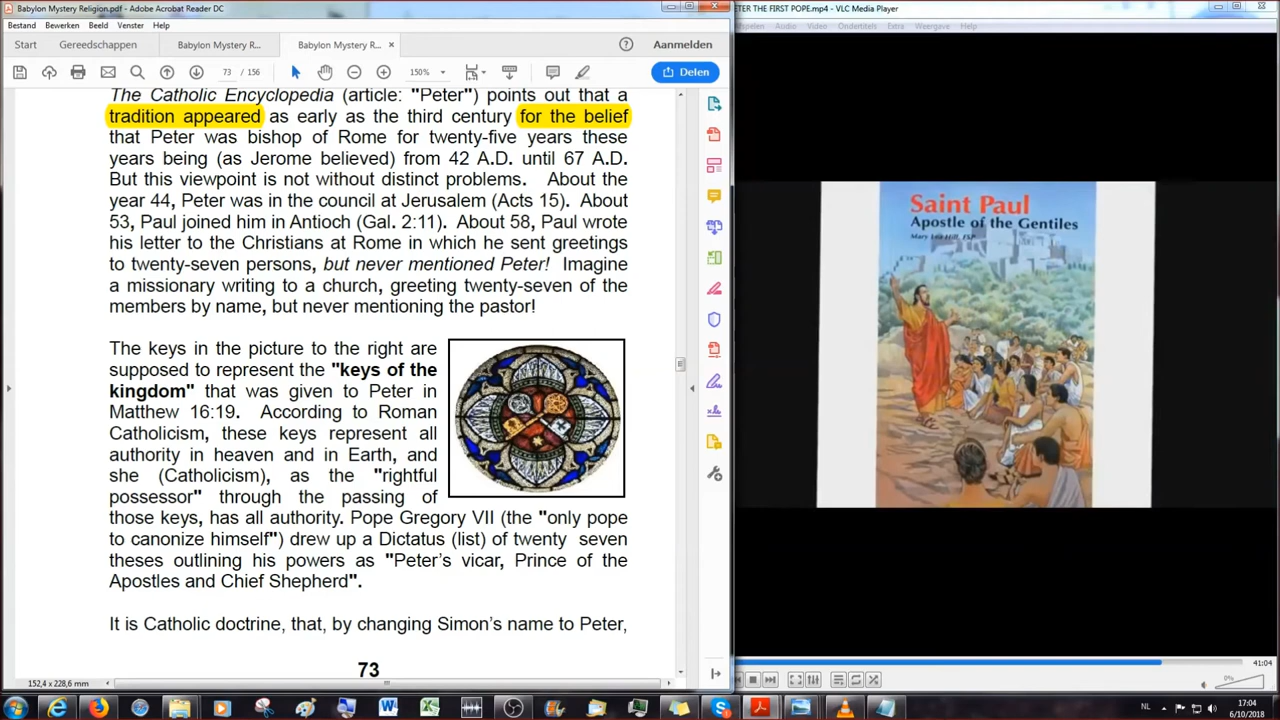 Babylon Mystery Religion.pdf - Adobe Acrobat Reader DC
Bestand Bewerken Beeld Venster Help
Start Gereedschappen Babylon Mystery R... Babylon Mystery R... × Aanmelden
73 / 156 150% Delen
The Catholic Encyclopedia (article: "Peter") points out that a
tradition appeared as early as the third century for the belief
that Peter was bishop of Rome for twenty-five years these
years being (as Jerome believed) from 42 A.D. until 67 A.D.
But this viewpoint is not without distinct problems. About the
year 44, Peter was in the council at Jerusalem (Acts 15). About
53, Paul joined him in Antioch (Gal. 2:11). About 58, Paul wrote
his letter to the Christians at Rome in which he sent greetings
to twenty-seven persons, but never mentioned Peter! Imagine
a missionary writing to a church, greeting twenty-seven of the
members by name, but never mentioning the pastor!
The keys in the picture to the right are
supposed to represent the "keys of the
kingdom" that was given to Peter in
Matthew 16:19. According to Roman
Catholicism, these keys represent all
authority in heaven and in Earth, and
she (Catholicism), as the "rightful
possessor" through the passing of
those keys, has all authority. Pope Gregory VII (the "only pope
to canonize himself") drew up a Dictatus (list) of twenty seven
theses outlining his powers as "Peter's vicar, Prince of the
Apostles and Chief Shepherd".
It is Catholic doctrine, that, by changing Simon's name to Peter,
73
152,4 x 228,6 mm
ETER THE FIRST POPE.mp4 - VLC Media Player
Audio Video Ondertitels Extra Weergave Help
Saint Paul
Apostle of the Gentiles
Mary Lea Hill, FSP
41:04
0%
NL 17:04
6/10/2018